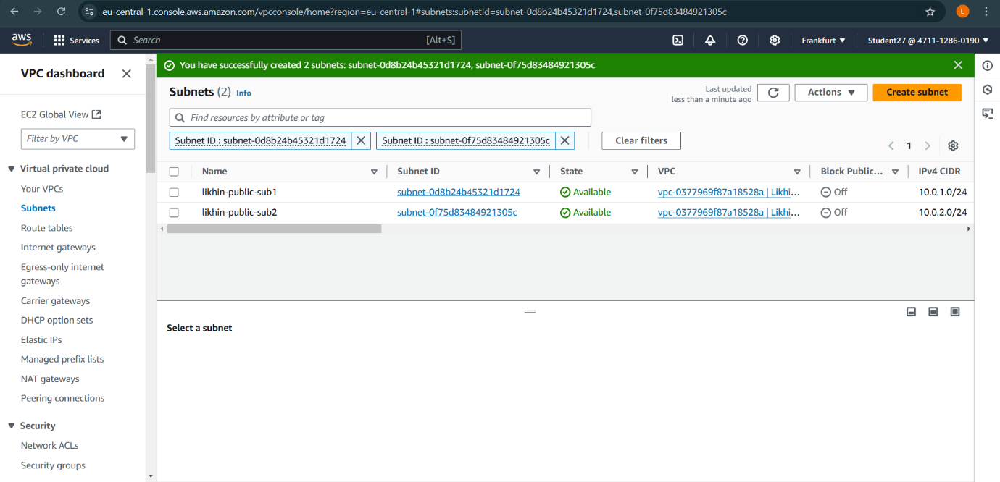 eu-central-1.console.aws.amazon.com/vpcconsole/home?region=eu-central-1#subnets:subnetId=subnet-0d8b24b45321d1724,subnet-0f75d83484921305c
L
aws
Services
Search [Alt+S]
Frankfurt
Student27 @ 4711-1286-0190
VPC dashboard
EC2 Global View
Filter by VPC
Virtual private cloud
Your VPCs
Subnets
Route tables
Internet gateways
Egress-only internet
gateways
Carrier gateways
DHCP option sets
Elastic IPs
Managed prefix lists
NAT gateways
Peering connections
Security
Network ACLs
Security groups
You have successfully created 2 subnets: subnet-0d8b24b45321d1724, subnet-0f75d83484921305c
Subnets (2) Info
Last updated
less than a minute ago
Actions
Create subnet
Find resources by attribute or tag
Subnet ID : subnet-0d8b24b45321d1724
Subnet ID : subnet-0f75d83484921305c
Clear filters
1
Name Subnet ID State VPC Block Public... IPv4 CIDR
likhin-public-sub1 subnet-0d8b24b45321d1724 Available vpc-0377969f87a18528a | Likhi... Off 10.0.1.0/24
likhin-public-sub2 subnet-0f75d83484921305c Available vpc-0377969f87a18528a | Likhi... Off 10.0.2.0/24
Select a subnet